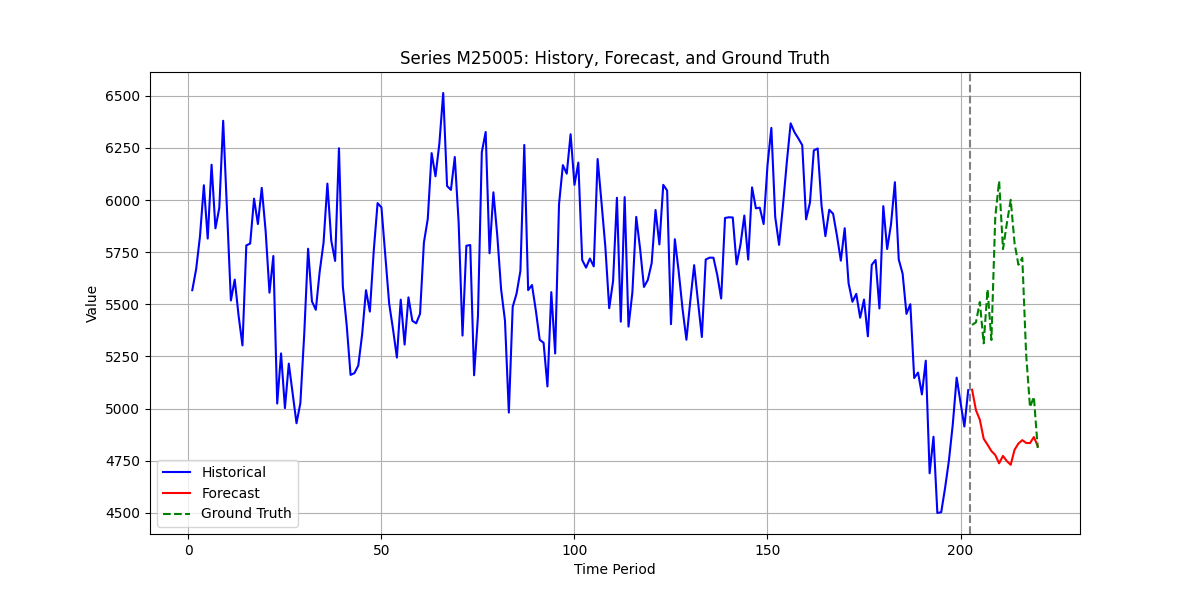 Series M25005: History, Forecast, and Ground Truth
6500
6250
6000
5750
5500
5250
5000
4750
4500
Value
Historical
Forecast
Ground Truth
0 50 100 150 200
Time Period